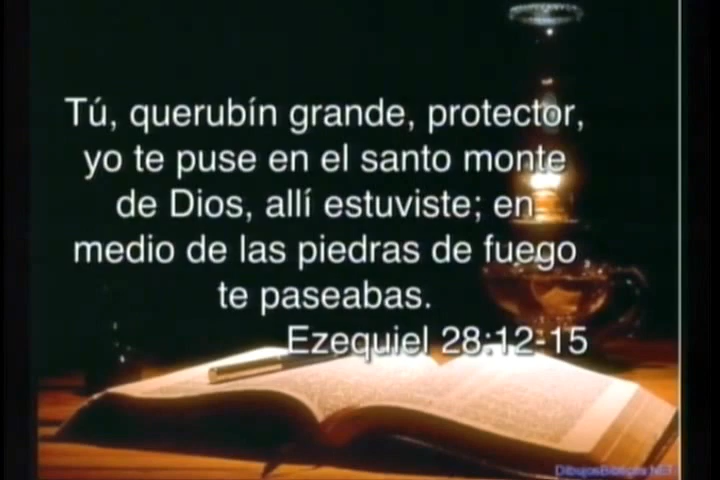 Tú, querubín grande, protector,
yo te puse en el santo monte
de Dios, allí estuviste; en
medio de las piedras de fuego,
te paseabas.
Ezequiel 28:12-15
DibujosBiblicos.NET